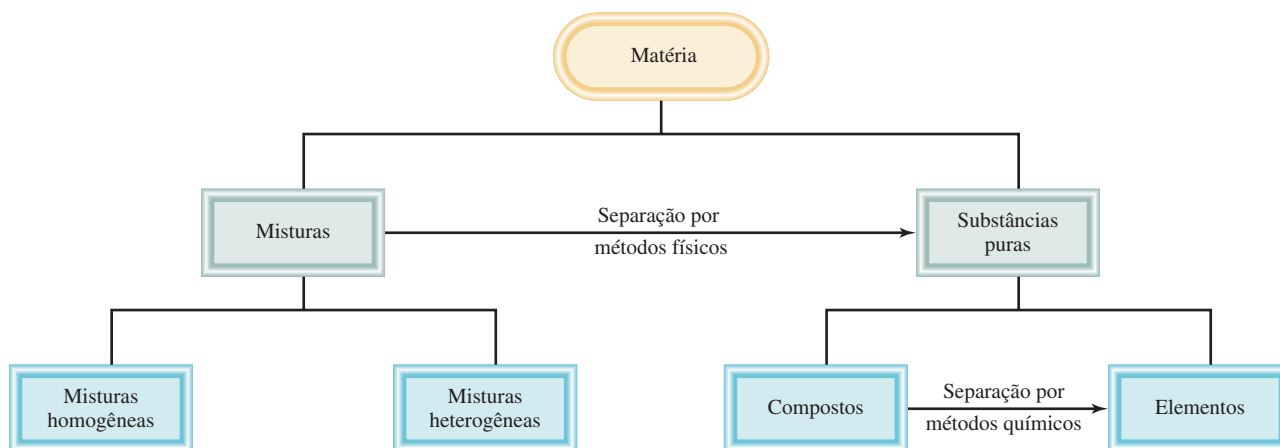 Matéria
Misturas
Separação por
métodos físicos
Substâncias
puras
Misturas
homogêneas
Misturas
heterogêneas
Compostos
Separação por
métodos químicos
Elementos